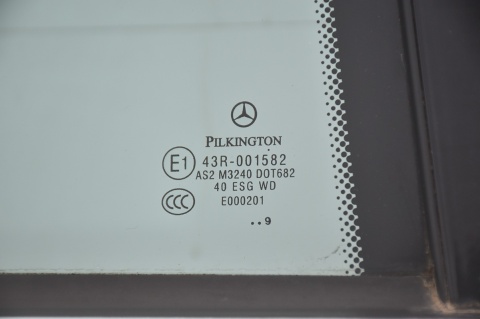 PILKINGTON
E1 43R-001582
AS2 M3240 DOT682
40 ESG WD
CCC E000201
..9